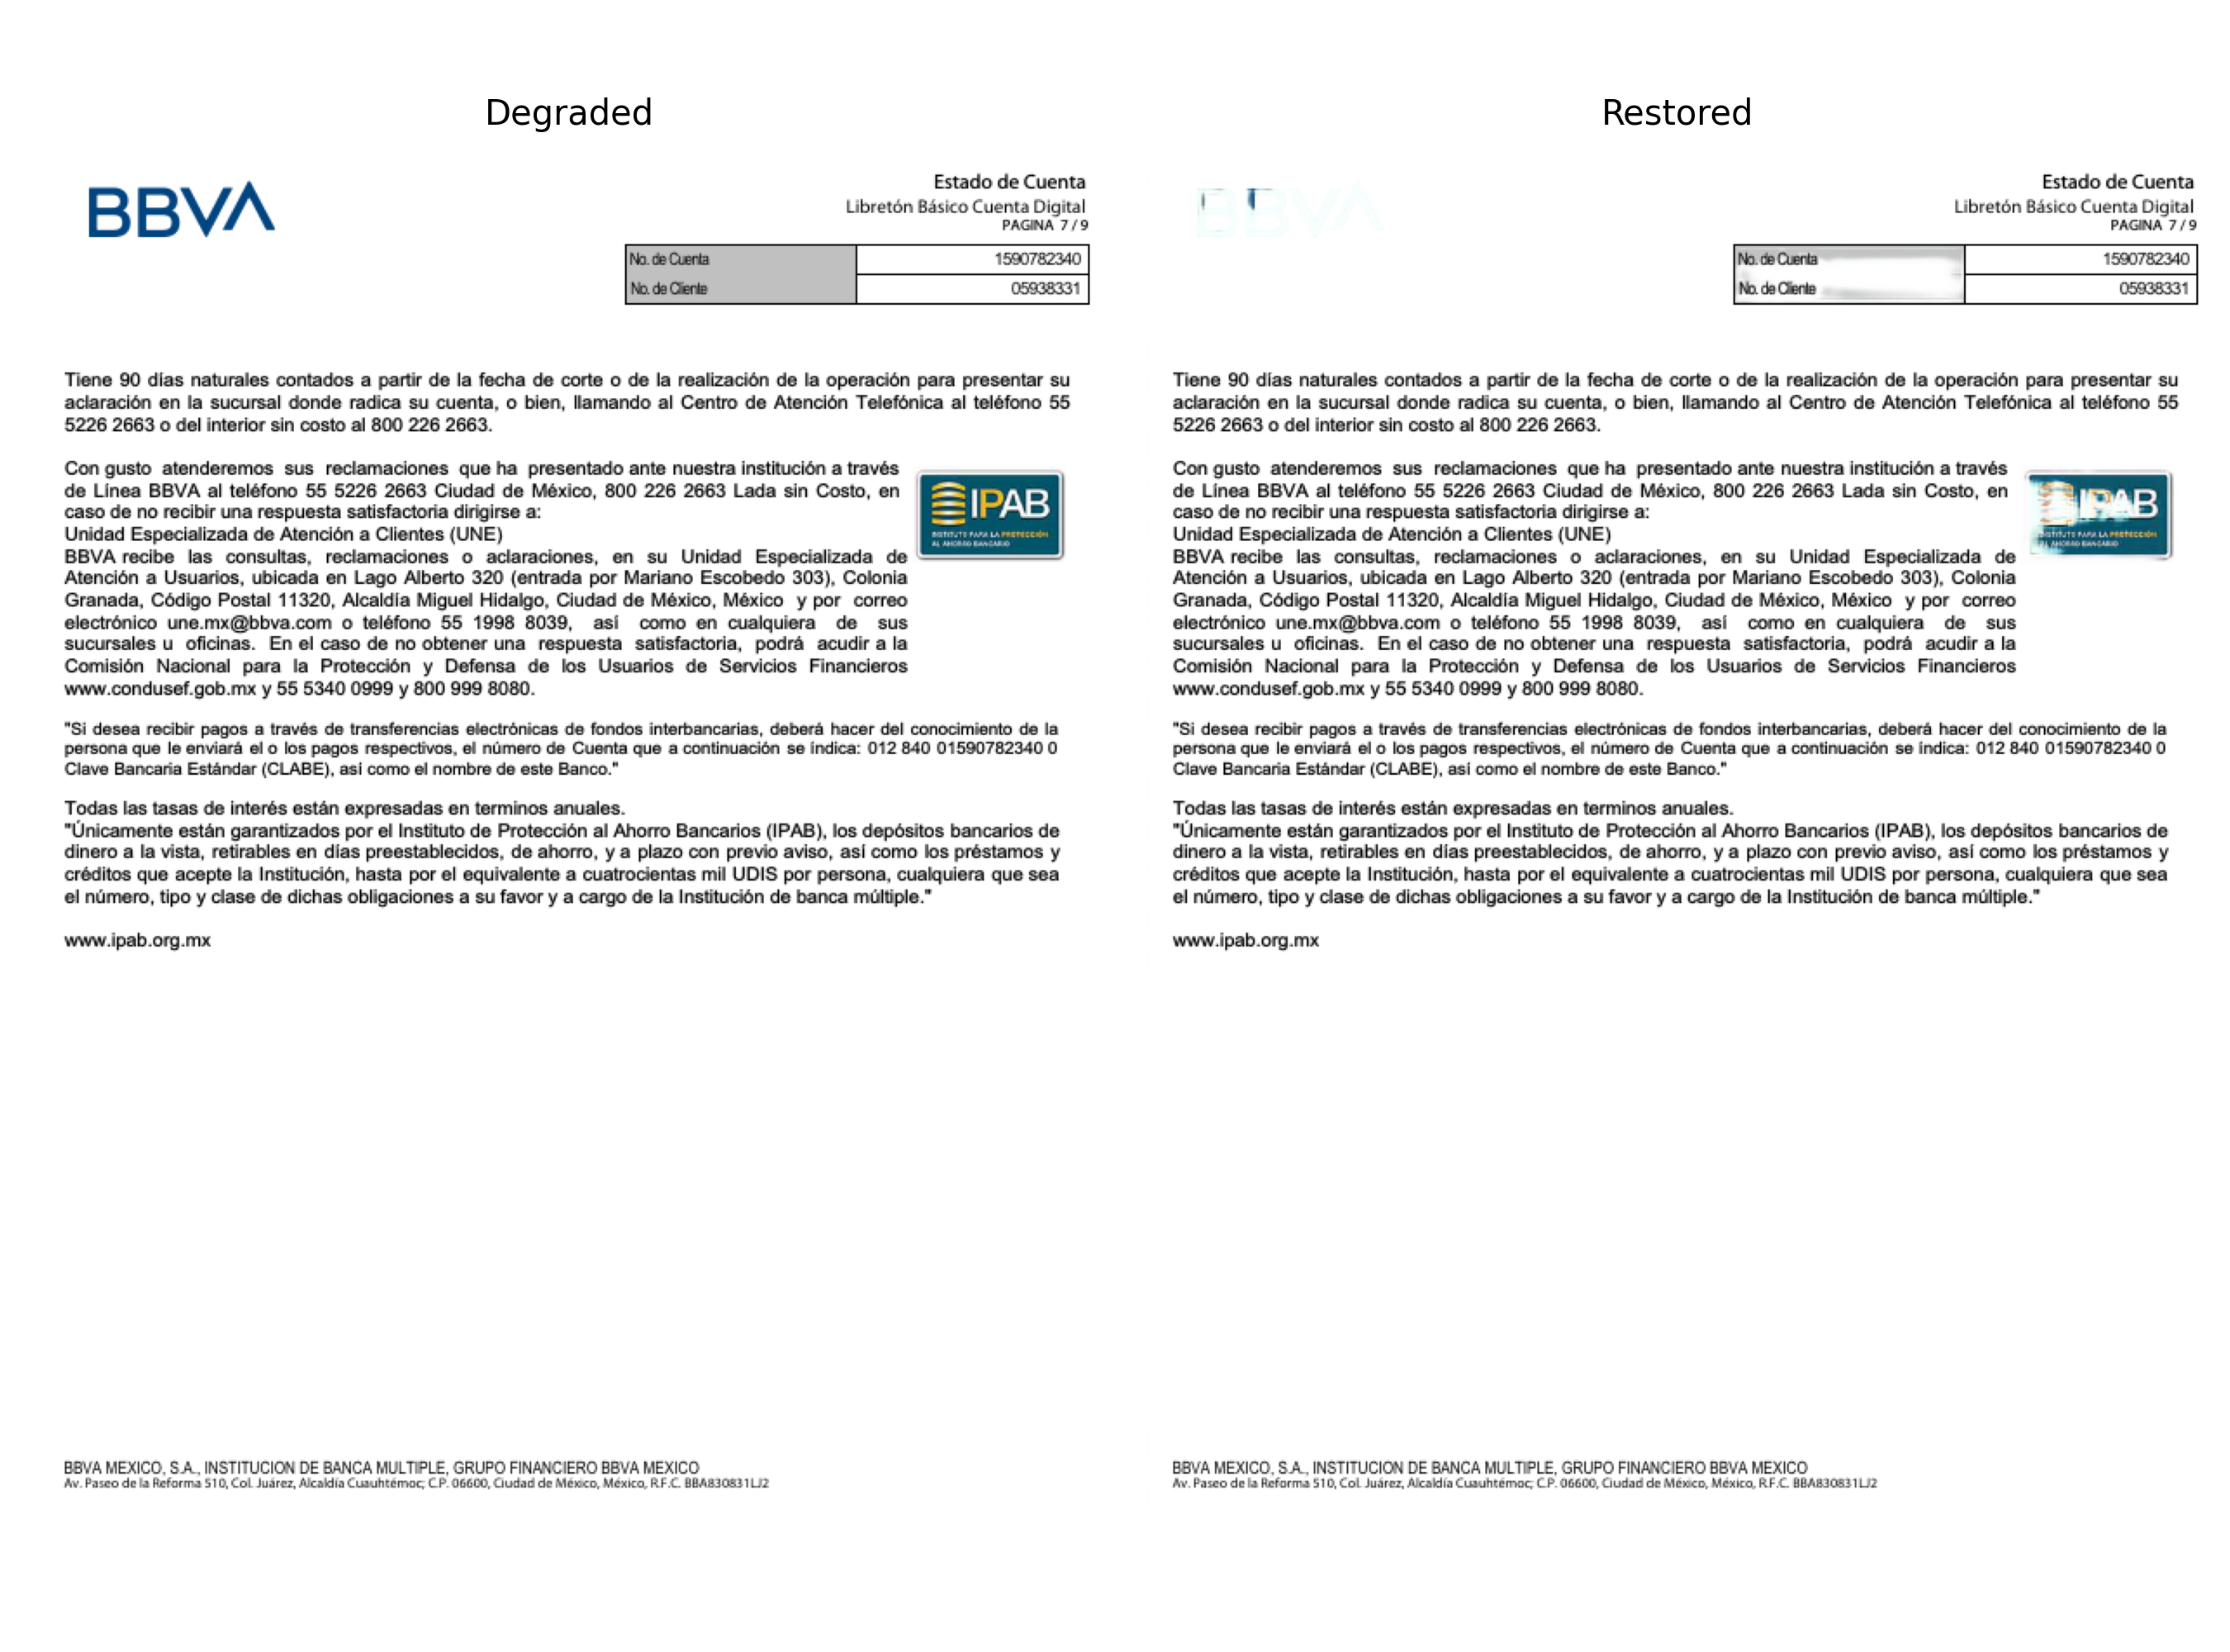 Degraded
BBVA
Estado de Cuenta
Libretón Básico Cuenta Digital
PAGINA 7 / 9
No. de Cuenta 1590782340
No. de Cliente 05938331
Tiene 90 días naturales contados a partir de la fecha de corte o de la realización de la operación para presentar su
aclaración en la sucursal donde radica su cuenta, o bien, llamando al Centro de Atención Telefónica al teléfono 55
5226 2663 o del interior sin costo al 800 226 2663.
Con gusto atenderemos sus reclamaciones que ha presentado ante nuestra institución a través
de Línea BBVA al teléfono 55 5226 2663 Ciudad de México, 800 226 2663 Lada sin Costo, en
caso de no recibir una respuesta satisfactoria dirigirse a:
Unidad Especializada de Atención a Clientes (UNE)
BBVA recibe las consultas, reclamaciones o aclaraciones, en su Unidad Especializada de
Atención a Usuarios, ubicada en Lago Alberto 320 (entrada por Mariano Escobedo 303), Colonia
Granada, Código Postal 11320, Alcaldía Miguel Hidalgo, Ciudad de México, México y por correo
electrónico une.mx@bbva.com o teléfono 55 1998 8039, así como en cualquiera de sus
sucursales u oficinas. En el caso de no obtener una respuesta satisfactoria, podrá acudir a la
Comisión Nacional para la Protección y Defensa de los Usuarios de Servicios Financieros
www.condusef.gob.mx y 55 5340 0999 y 800 999 8080.
IPAB
INSTITUTO PARA LA PROTECCIÓN
AL AHORRO BANCARIO
"Si desea recibir pagos a través de transferencias electrónicas de fondos interbancarias, deberá hacer del conocimiento de la
persona que le enviará el o los pagos respectivos, el número de Cuenta que a continuación se índica: 012 840 01590782340 0
Clave Bancaria Estándar (CLABE), asi como el nombre de este Banco."
Todas las tasas de interés están expresadas en terminos anuales.
"Únicamente están garantizados por el Instituto de Protección al Ahorro Bancarios (IPAB), los depósitos bancarios de
dinero a la vista, retirables en días preestablecidos, de ahorro, y a plazo con previo aviso, así como los préstamos y
créditos que acepte la Institución, hasta por el equivalente a cuatrocientas mil UDIS por persona, cualquiera que sea
el número, tipo y clase de dichas obligaciones a su favor y a cargo de la Institución de banca múltiple."
www.ipab.org.mx
BBVA MEXICO, S.A., INSTITUCION DE BANCA MULTIPLE, GRUPO FINANCIERO BBVA MEXICO
Av. Paseo de la Reforma 510, Col. Juárez, Alcaldía Cuauhtémoc; C.P. 06600, Ciudad de México, México, R.F.C. BBA830831LJ2
Restored
BBVA
Estado de Cuenta
Libretón Básico Cuenta Digital
PAGINA 7 / 9
No. de Cuenta 1590782340
No. de Cliente 05938331
Tiene 90 días naturales contados a partir de la fecha de corte o de la realización de la operación para presentar su
aclaración en la sucursal donde radica su cuenta, o bien, llamando al Centro de Atención Telefónica al teléfono 55
5226 2663 o del interior sin costo al 800 226 2663.
Con gusto atenderemos sus reclamaciones que ha presentado ante nuestra institución a través
de Línea BBVA al teléfono 55 5226 2663 Ciudad de México, 800 226 2663 Lada sin Costo, en
caso de no recibir una respuesta satisfactoria dirigirse a:
Unidad Especializada de Atención a Clientes (UNE)
BBVA recibe las consultas, reclamaciones o aclaraciones, en su Unidad Especializada de
Atención a Usuarios, ubicada en Lago Alberto 320 (entrada por Mariano Escobedo 303), Colonia
Granada, Código Postal 11320, Alcaldía Miguel Hidalgo, Ciudad de México, México y por correo
electrónico une.mx@bbva.com o teléfono 55 1998 8039, así como en cualquiera de sus
sucursales u oficinas. En el caso de no obtener una respuesta satisfactoria, podrá acudir a la
Comisión Nacional para la Protección y Defensa de los Usuarios de Servicios Financieros
www.condusef.gob.mx y 55 5340 0999 y 800 999 8080.
IPAB
INSTITUTO PARA LA PROTECCIÓN
AL AHORRO BANCARIO
"Si desea recibir pagos a través de transferencias electrónicas de fondos interbancarias, deberá hacer del conocimiento de la
persona que le enviará el o los pagos respectivos, el número de Cuenta que a continuación se índica: 012 840 01590782340 0
Clave Bancaria Estándar (CLABE), asi como el nombre de este Banco."
Todas las tasas de interés están expresadas en terminos anuales.
"Únicamente están garantizados por el Instituto de Protección al Ahorro Bancarios (IPAB), los depósitos bancarios de
dinero a la vista, retirables en días preestablecidos, de ahorro, y a plazo con previo aviso, así como los préstamos y
créditos que acepte la Institución, hasta por el equivalente a cuatrocientas mil UDIS por persona, cualquiera que sea
el número, tipo y clase de dichas obligaciones a su favor y a cargo de la Institución de banca múltiple."
www.ipab.org.mx
BBVA MEXICO, S.A., INSTITUCION DE BANCA MULTIPLE, GRUPO FINANCIERO BBVA MEXICO
Av. Paseo de la Reforma 510, Col. Juárez, Alcaldía Cuauhtémoc; C.P. 06600, Ciudad de México, México, R.F.C. BBA830831LJ2